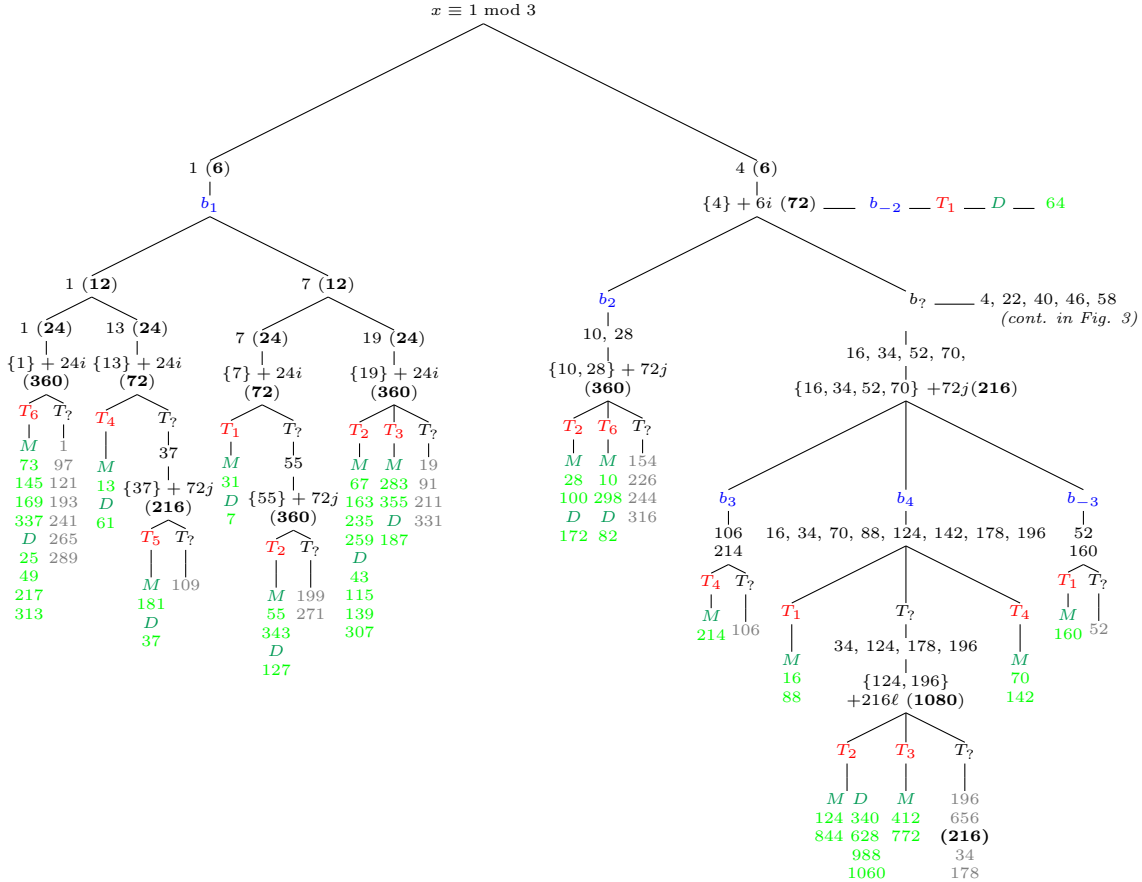 x ≡ 1 mod 3
1 (6)
4 (6)
b₁
{4} + 6i (72)
b₋₂
T₁
D
64
1 (12)
7 (12)
b₂
b?
4, 22, 40, 46, 58
(cont. in Fig. 3)
1 (24)
13 (24)
7 (24)
19 (24)
10, 28
16, 34, 52, 70,
{1} + 24i
(360)
{13} + 24i
(72)
{7} + 24i
(72)
{19} + 24i
(360)
{10, 28} + 72j
(360)
{16, 34, 52, 70} +72j(216)
T₆
M
73
145
169
337
D
25
49
217
313
T?
1
97
121
193
241
265
289
T₄
M
13
D
61
T?
37
{37} + 72j
(216)
T₅
M
181
D
37
T?
109
T₁
M
31
D
7
T?
55
{55} + 72j
(360)
T₂
M
55
343
D
127
T?
199
271
T₂
M
67
163
235
259
D
43
115
139
307
T₃
M
283
355
D
187
T?
19
91
211
331
T₂
M
28
100
D
172
T₆
M
10
298
D
82
T?
154
226
244
316
b₃
106
214
T₄
M
214
T?
106
b₄
16, 34, 70, 88, 124, 142, 178, 196
T₁
M
16
88
T?
34, 124, 178, 196
{124, 196}
+216ℓ (1080)
T₂
M D
124 340
844 628
988
1060
T₃
M
412
772
T?
196
656
(216)
34
178
T₄
M
70
142
b₋₃
52
160
T₁
M
160
T?
52